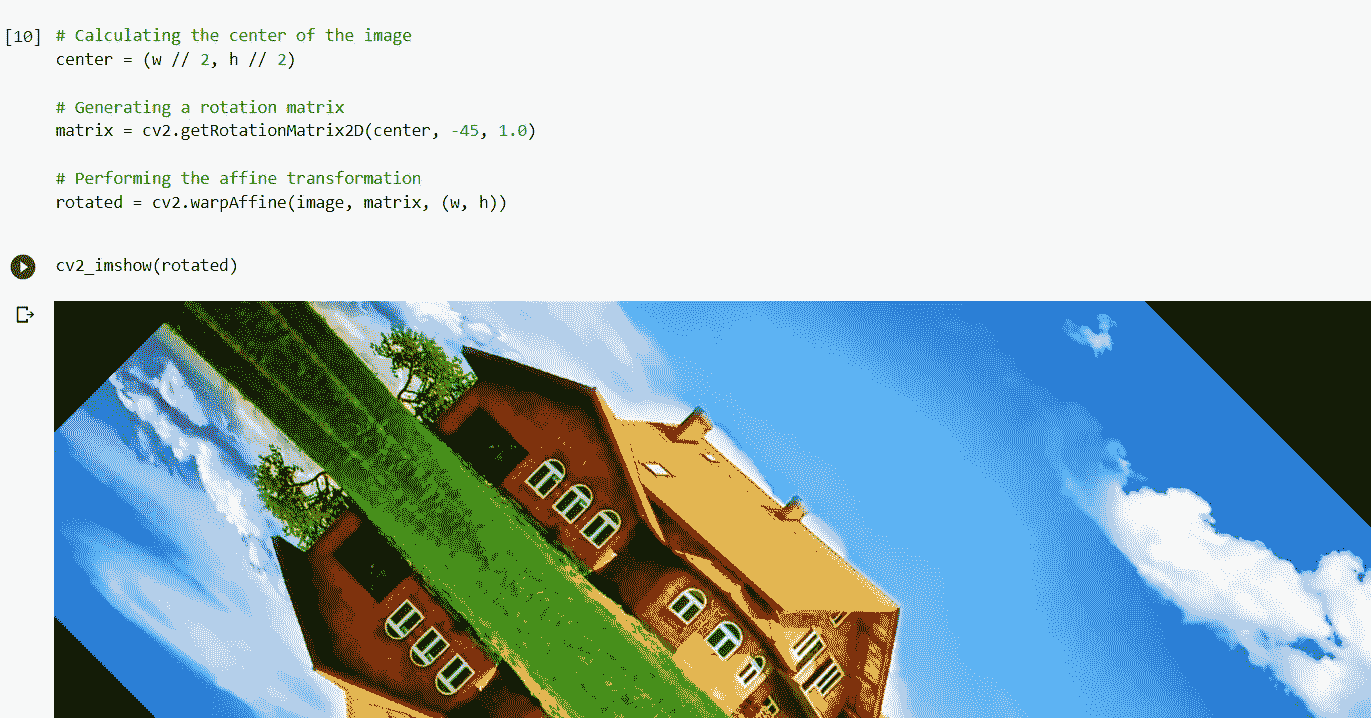 [10] # Calculating the center of the image
center = (w // 2, h // 2)
# Generating a rotation matrix
matrix = cv2.getRotationMatrix2D(center, -45, 1.0)
# Performing the affine transformation
rotated = cv2.warpAffine(image, matrix, (w, h))
cv2_imshow(rotated)